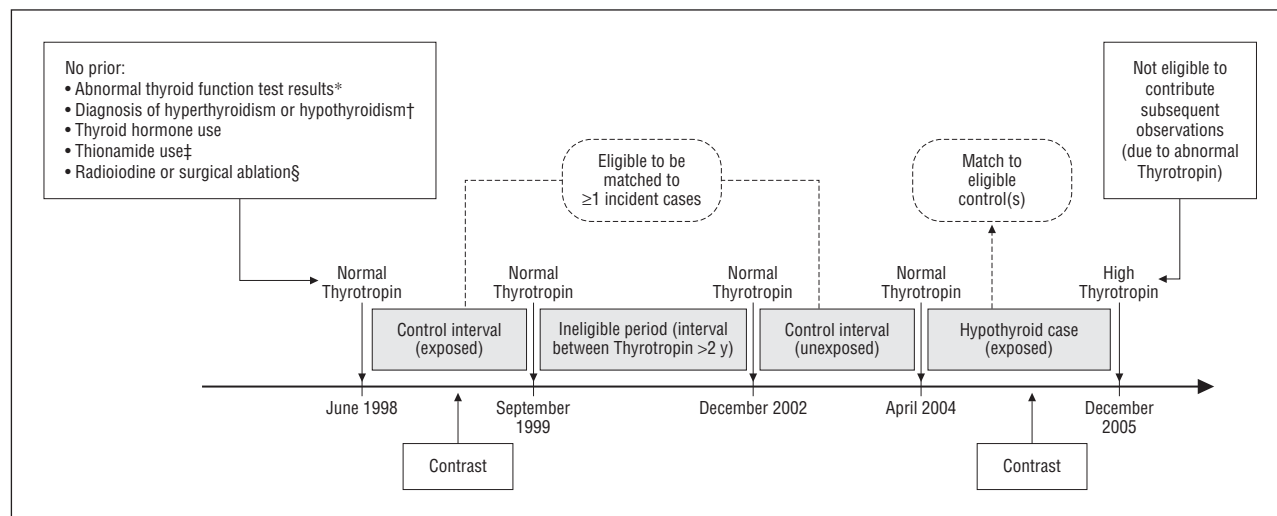 No prior:
• Abnormal thyroid function test results*
• Diagnosis of hyperthyroidism or hypothyroidism†
• Thyroid hormone use
• Thionamide use‡
• Radioiodine or surgical ablation§
Eligible to be
matched to
≥1 incident cases
Match to
eligible
control(s)
Not eligible to
contribute
subsequent
observations
(due to abnormal
Thyrotropin)
Normal
Thyrotropin
Normal
Thyrotropin
Normal
Thyrotropin
Normal
Thyrotropin
High
Thyrotropin
Control interval
(exposed)
Ineligible period (interval
between Thyrotropin >2 y)
Control interval
(unexposed)
Hypothyroid case
(exposed)
June 1998
September
1999
December 2002
April 2004
December
2005
Contrast
Contrast